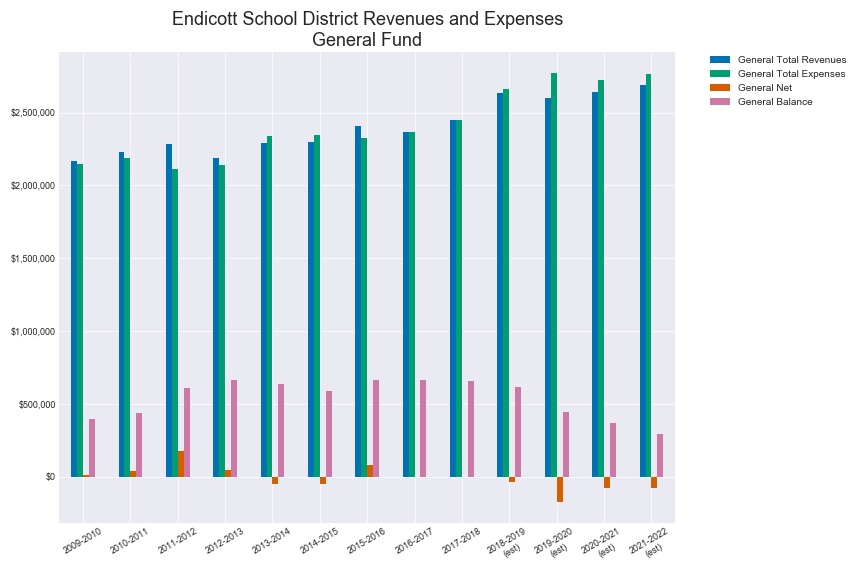 Endicott School District Revenues and Expenses
General Fund
General Total Revenues
General Total Expenses
General Net
General Balance
$2,500,000
$2,000,000
$1,500,000
$1,000,000
$500,000
$0
2009-2010
2010-2011
2011-2012
2012-2013
2013-2014
2014-2015
2015-2016
2016-2017
2017-2018
2018-2019
(est)
2019-2020
(est)
2020-2021
(est)
2021-2022
(est)